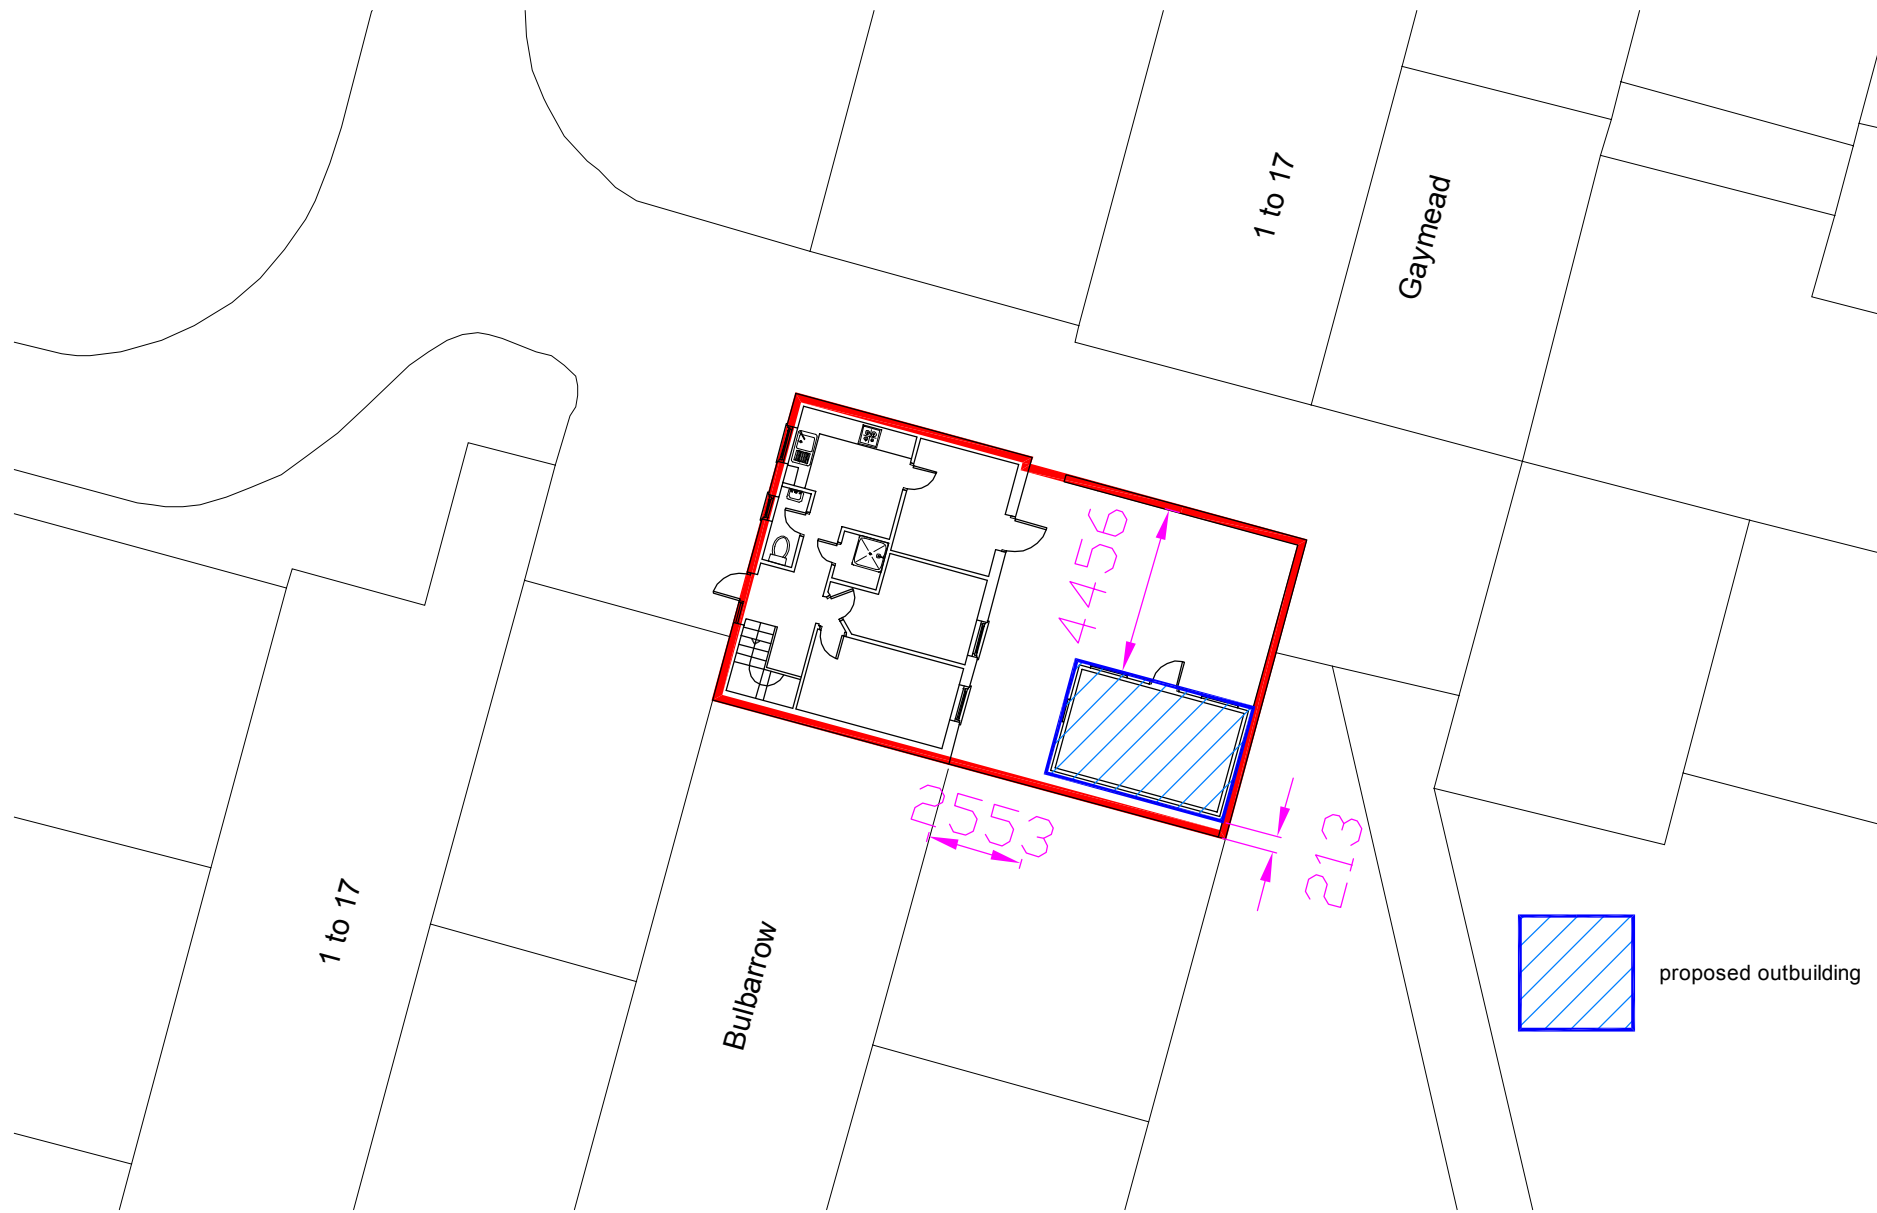 1 to 17
Gaymead
4456
2553
213
1 to 17
Bulbarrow
proposed outbuilding